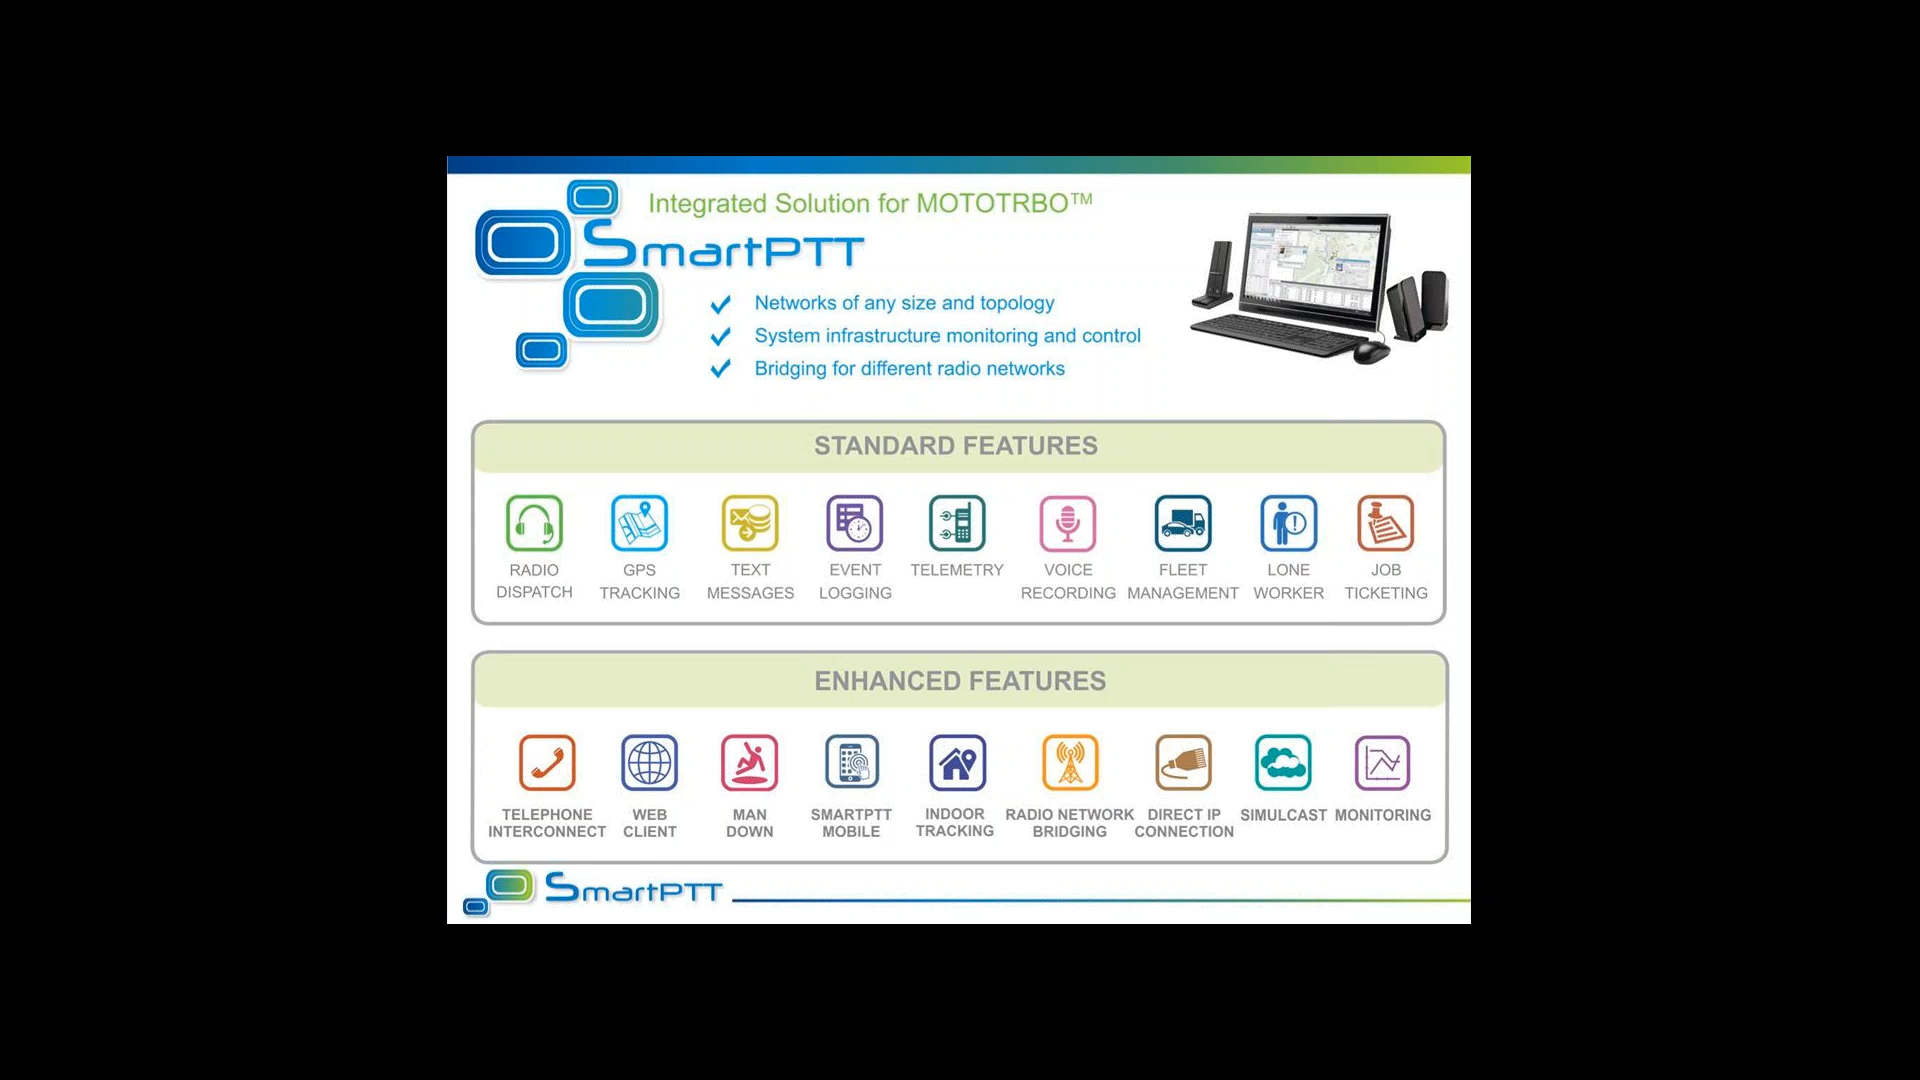 Integrated Solution for MOTOTRBO™
SmartPTT
Networks of any size and topology
System infrastructure monitoring and control
Bridging for different radio networks
STANDARD FEATURES
RADIO DISPATCH
GPS TRACKING
TEXT MESSAGES
EVENT LOGGING
TELEMETRY
VOICE RECORDING
FLEET MANAGEMENT
LONE WORKER
JOB TICKETING
ENHANCED FEATURES
TELEPHONE INTERCONNECT
WEB CLIENT
MAN DOWN
SMARTPTT MOBILE
INDOOR TRACKING
RADIO NETWORK BRIDGING
DIRECT IP CONNECTION
SIMULCAST
MONITORING
SmartPTT